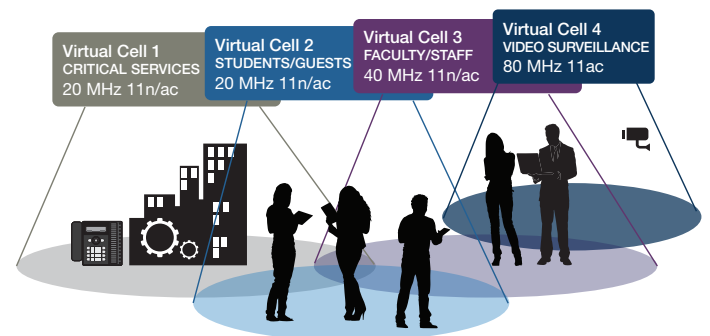 Virtual Cell 1
CRITICAL SERVICES
20 MHz 11n/ac
Virtual Cell 2
STUDENTS/GUESTS
20 MHz 11n/ac
Virtual Cell 3
FACULTY/STAFF
40 MHz 11n/ac
Virtual Cell 4
VIDEO SURVEILLANCE
80 MHz 11ac